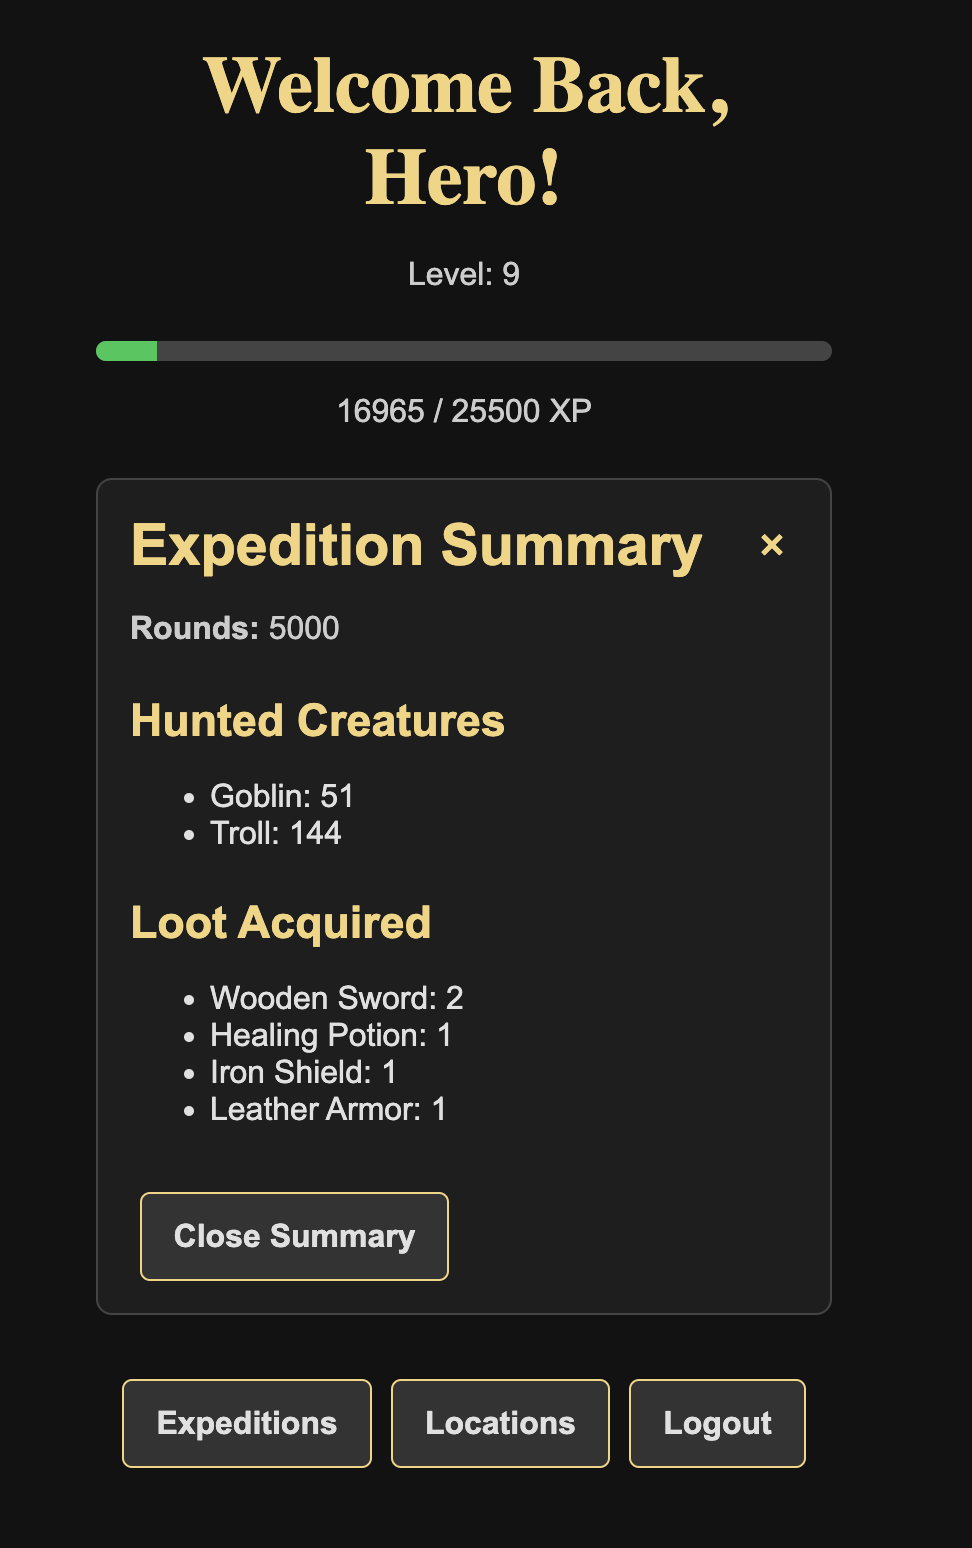 Welcome Back,
Hero!
Level: 9
16965 / 25500 XP
Expedition Summary ×
Rounds: 5000
Hunted Creatures
• Goblin: 51
• Troll: 144
Loot Acquired
• Wooden Sword: 2
• Healing Potion: 1
• Iron Shield: 1
• Leather Armor: 1
Close Summary
Expeditions Locations Logout